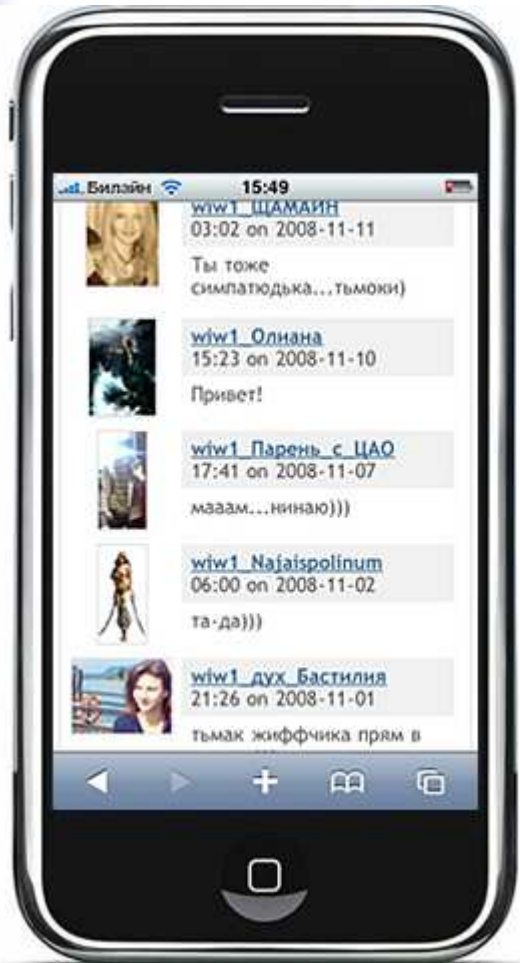 Билайн 15:49
wiw1_ЩАМАИН
03:02 on 2008-11-11
Ты тоже
симпатюдька...тьмоки)
wiw1_Олиана
15:23 on 2008-11-10
Привет!
wiw1_Парень_с_ЦАО
17:41 on 2008-11-07
мааам...нинаю)))
wiw1_Najaispolinum
06:00 on 2008-11-02
та-да)))
wiw1_дух_Бастилия
21:26 on 2008-11-01
тьмак жиффчика прям в